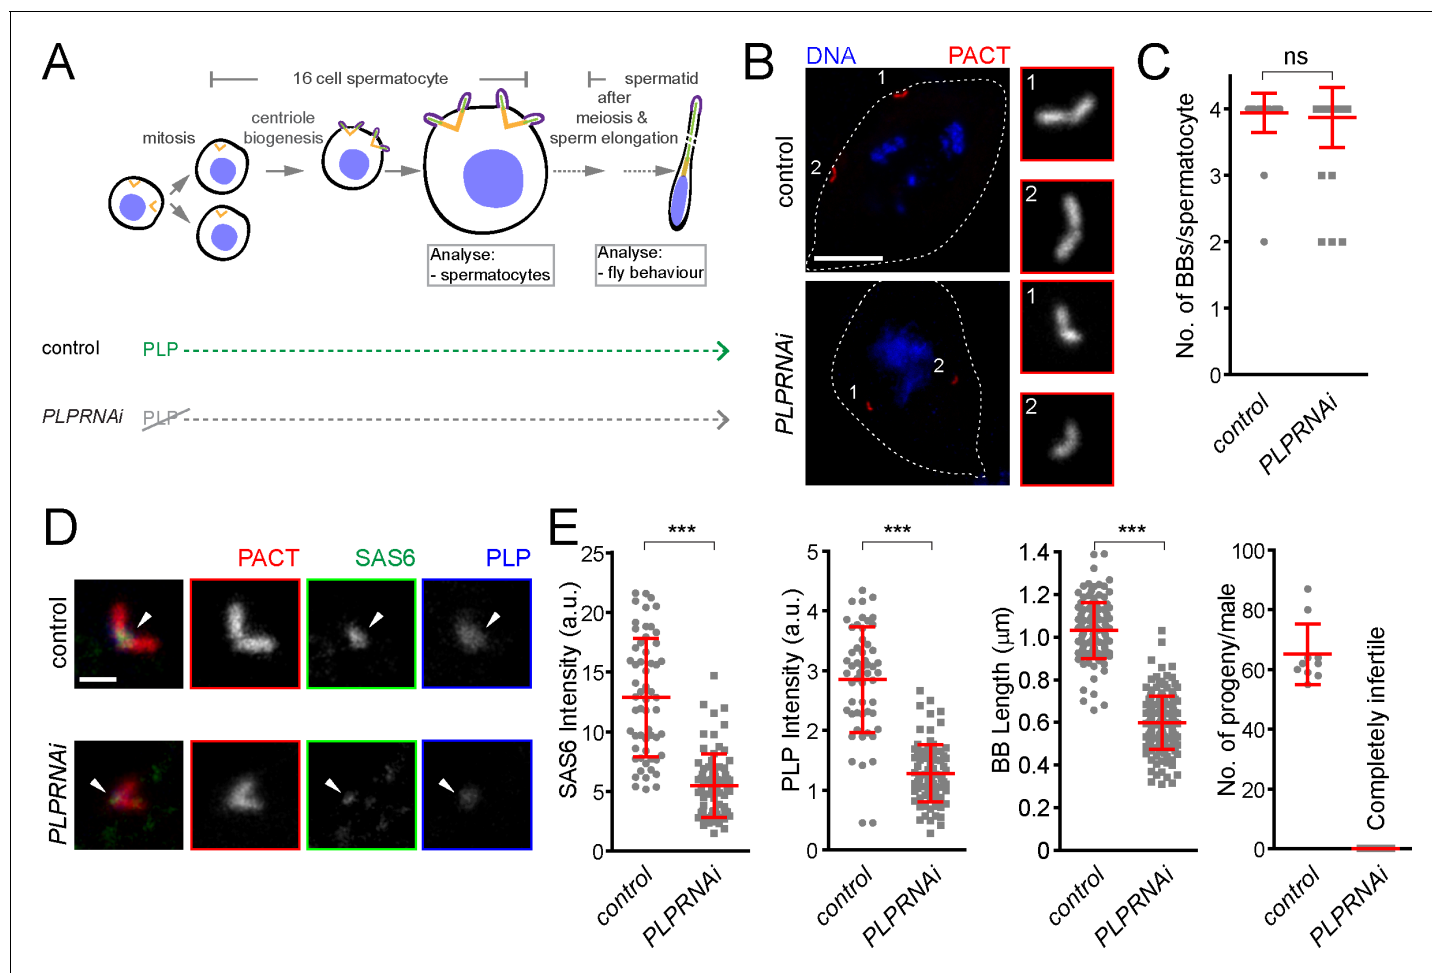 A
16 cell spermatocyte
spermatid
mitosis
centriole
biogenesis
after
meiosis &
sperm elongation
Analyse:
- spermatocytes
Analyse:
- fly behaviour
control
PLP
PLPRNAi
PLP
B
DNA
PACT
control
1
2
1
2
PLPRNAi
1
2
1
2
C
ns
No. of BBs/spermatocyte
4
3
2
1
0
control
PLPRNAi
D
PACT
SAS6
PLP
control
PLPRNAi
E
***
SAS6 Intensity (a.u.)
25
20
15
10
5
0
control
PLPRNAi
***
PLP Intensity (a.u.)
5
4
3
2
1
0
control
PLPRNAi
***
BB Length (μm)
1.4
1.2
1.0
0.8
0.6
0.4
0.2
0
control
PLPRNAi
No. of progeny/male
100
80
60
40
20
0
Completely infertile
control
PLPRNAi